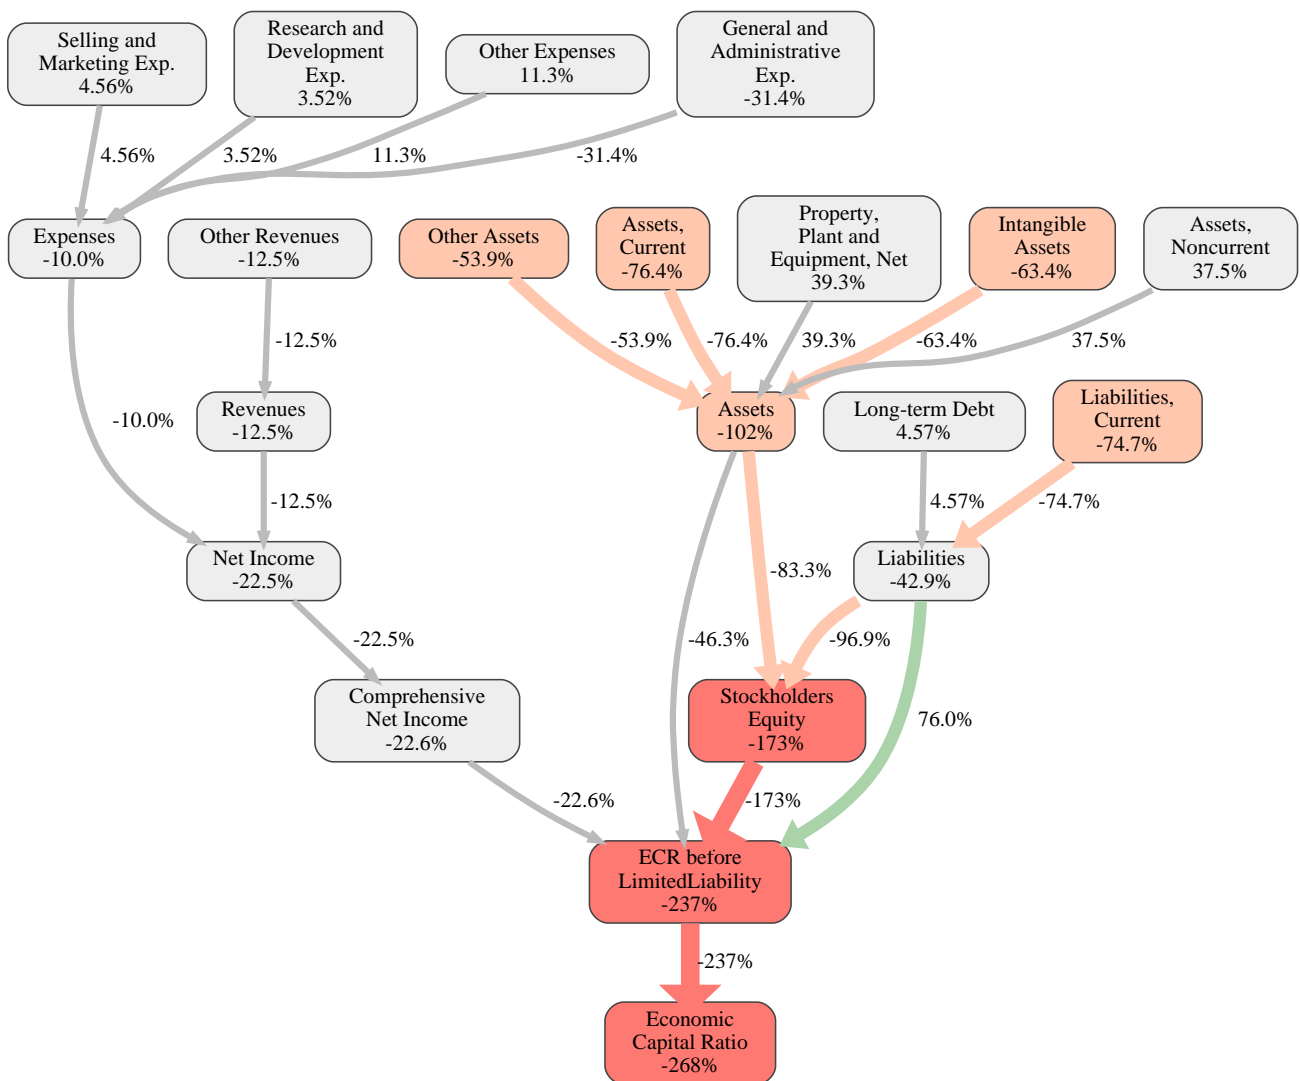 Selling and
Marketing Exp.
4.56%
Research and
Development
Exp.
3.52%
Other Expenses
11.3%
General and
Administrative
Exp.
-31.4%
4.56%
3.52%
11.3%
-31.4%
Expenses
-10.0%
Other Revenues
-12.5%
Other Assets
-53.9%
Assets,
Current
-76.4%
Property,
Plant and
Equipment, Net
39.3%
Intangible
Assets
-63.4%
Assets,
Noncurrent
37.5%
-12.5%
-53.9%
-76.4%
39.3%
-63.4%
37.5%
-10.0%
Revenues
-12.5%
Assets
-102%
Long-term Debt
4.57%
Liabilities,
Current
-74.7%
-12.5%
4.57%
-74.7%
Net Income
-22.5%
-83.3%
Liabilities
-42.9%
-22.5%
-46.3%
-96.9%
Comprehensive
Net Income
-22.6%
Stockholders
Equity
-173%
76.0%
-22.6%
-173%
ECR before
LimitedLiability
-237%
-237%
Economic
Capital Ratio
-268%